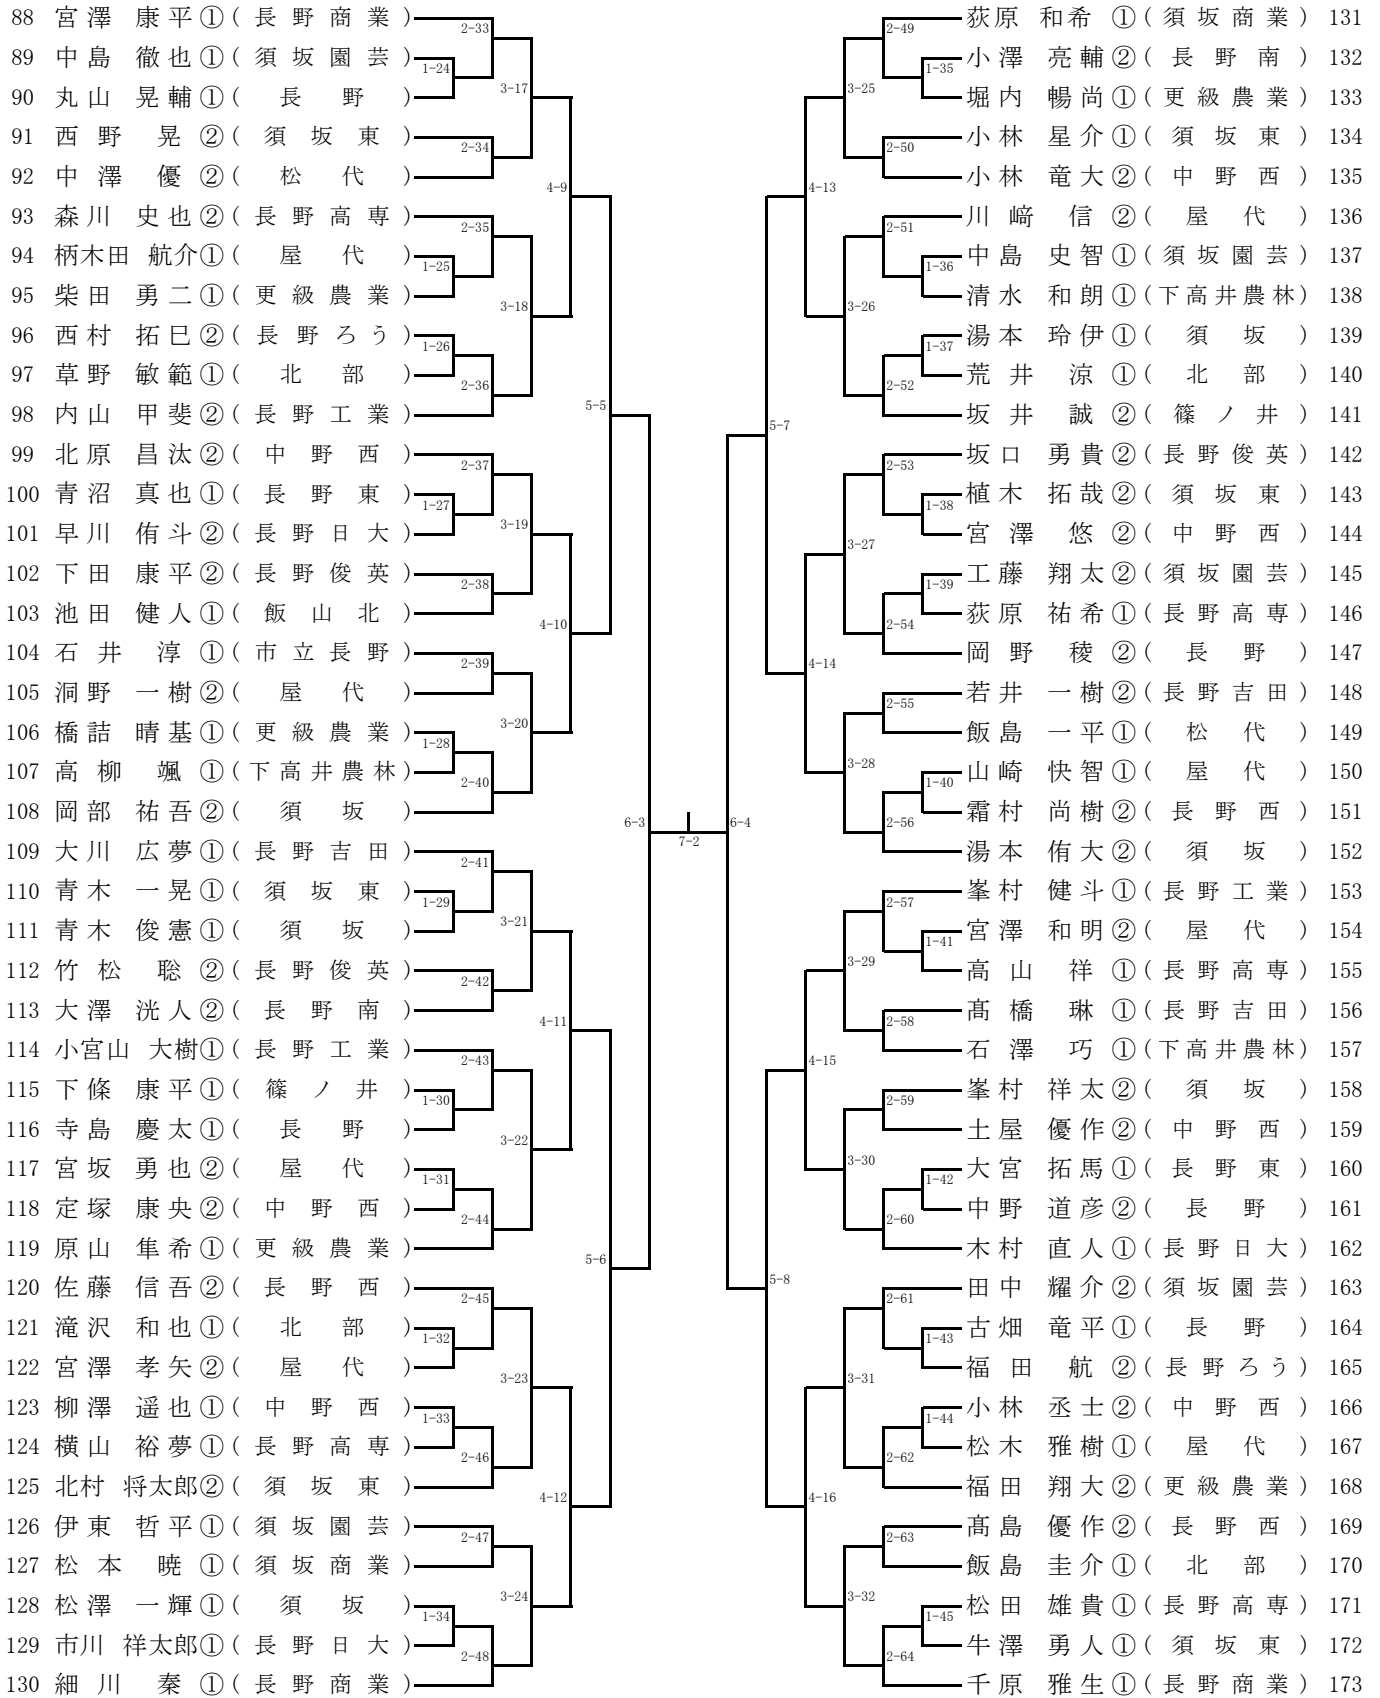 88 宮澤 康平①(長野商業)
89 中島 徹也①(須坂園芸)
90 丸山 晃輔①(長野)
91 西野 晃②(須坂東)
92 中澤 優②(松代)
93 森川 史也②(長野高専)
94 柄木田 航介①(屋代)
95 柴田 勇二①(更級農業)
96 西村 拓巳②(長野ろう)
97 草野 敏範①(北部)
98 内山 甲斐②(長野工業)
99 北原 昌汰②(中野西)
100 青沼 真也①(長野東)
101 早川 侑斗②(長野日大)
102 下田 康平②(長野俊英)
103 池田 健人①(飯山北)
104 石井 淳①(市立長野)
105 洞野 一樹②(屋代)
106 橋詰 晴基①(更級農業)
107 高柳 颯①(下高井農林)
108 岡部 祐吾②(須坂)
109 大川 広夢①(長野吉田)
110 青木 一晃①(須坂東)
111 青木 俊憲①(須坂)
112 竹松 聡②(長野俊英)
113 大澤 洸人②(長野南)
114 小宮山 大樹①(長野工業)
115 下條 康平①(篠ノ井)
116 寺島 慶太①(長野)
117 宮坂 勇也②(屋代)
118 定塚 康央②(中野西)
119 原山 隼希①(更級農業)
120 佐藤 信吾②(長野西)
121 滝沢 和也①(北部)
122 宮澤 孝矢②(屋代)
123 柳澤 遥也①(中野西)
124 横山 裕夢①(長野高専)
125 北村 将太郎②(須坂東)
126 伊東 哲平①(須坂園芸)
127 松本 暁①(須坂商業)
128 松澤 一輝①(須坂)
129 市川 祥太郎①(長野日大)
130 細川 秦①(長野商業)
1-24
1-25
1-26
1-27
1-28
1-29
1-30
1-31
1-32
1-33
1-34
2-33
2-34
2-35
2-36
2-37
2-38
2-39
2-40
2-41
2-42
2-43
2-44
2-45
2-46
2-47
2-48
3-17
3-18
3-19
3-20
3-21
3-22
3-23
3-24
4-9
4-10
4-11
4-12
5-5
5-6
6-3
7-2
6-4
5-7
5-8
4-13
4-14
4-15
4-16
3-25
3-26
3-27
3-28
3-29
3-30
3-31
3-32
2-49
2-50
2-51
2-52
2-53
2-54
2-55
2-56
2-57
2-58
2-59
2-60
2-61
2-62
2-63
2-64
1-35
1-36
1-37
1-38
1-39
1-40
1-41
1-42
1-43
1-44
1-45
荻原 和希①(須坂商業) 131
小澤 亮輔②(長野南) 132
堀内 暢尚①(更級農業) 133
小林 星介①(須坂東) 134
小林 竜大②(中野西) 135
川﨑 信②(屋代) 136
中島 史智①(須坂園芸) 137
清水 和朗①(下高井農林) 138
湯本 玲伊①(須坂) 139
荒井 涼①(北部) 140
坂井 誠②(篠ノ井) 141
坂口 勇貴②(長野俊英) 142
植木 拓哉②(須坂東) 143
宮澤 悠②(中野西) 144
工藤 翔太②(須坂園芸) 145
荻原 祐希①(長野高専) 146
岡野 稜②(長野) 147
若井 一樹②(長野吉田) 148
飯島 一平①(松代) 149
山崎 快智①(屋代) 150
霜村 尚樹②(長野西) 151
湯本 侑大②(須坂) 152
峯村 健斗①(長野工業) 153
宮澤 和明②(屋代) 154
高山 祥①(長野高専) 155
髙橋 琳①(長野吉田) 156
石澤 巧①(下高井農林) 157
峯村 祥太②(須坂) 158
土屋 優作②(中野西) 159
大宮 拓馬①(長野東) 160
中野 道彦②(長野) 161
木村 直人①(長野日大) 162
田中 耀介②(須坂園芸) 163
古畑 竜平①(長野) 164
福田 航②(長野ろう) 165
小林 丞士②(中野西) 166
松木 雅樹①(屋代) 167
福田 翔大②(更級農業) 168
髙島 優作②(長野西) 169
飯島 圭介①(北部) 170
松田 雄貴①(長野高専) 171
牛澤 勇人①(須坂東) 172
千原 雅生①(長野商業) 173